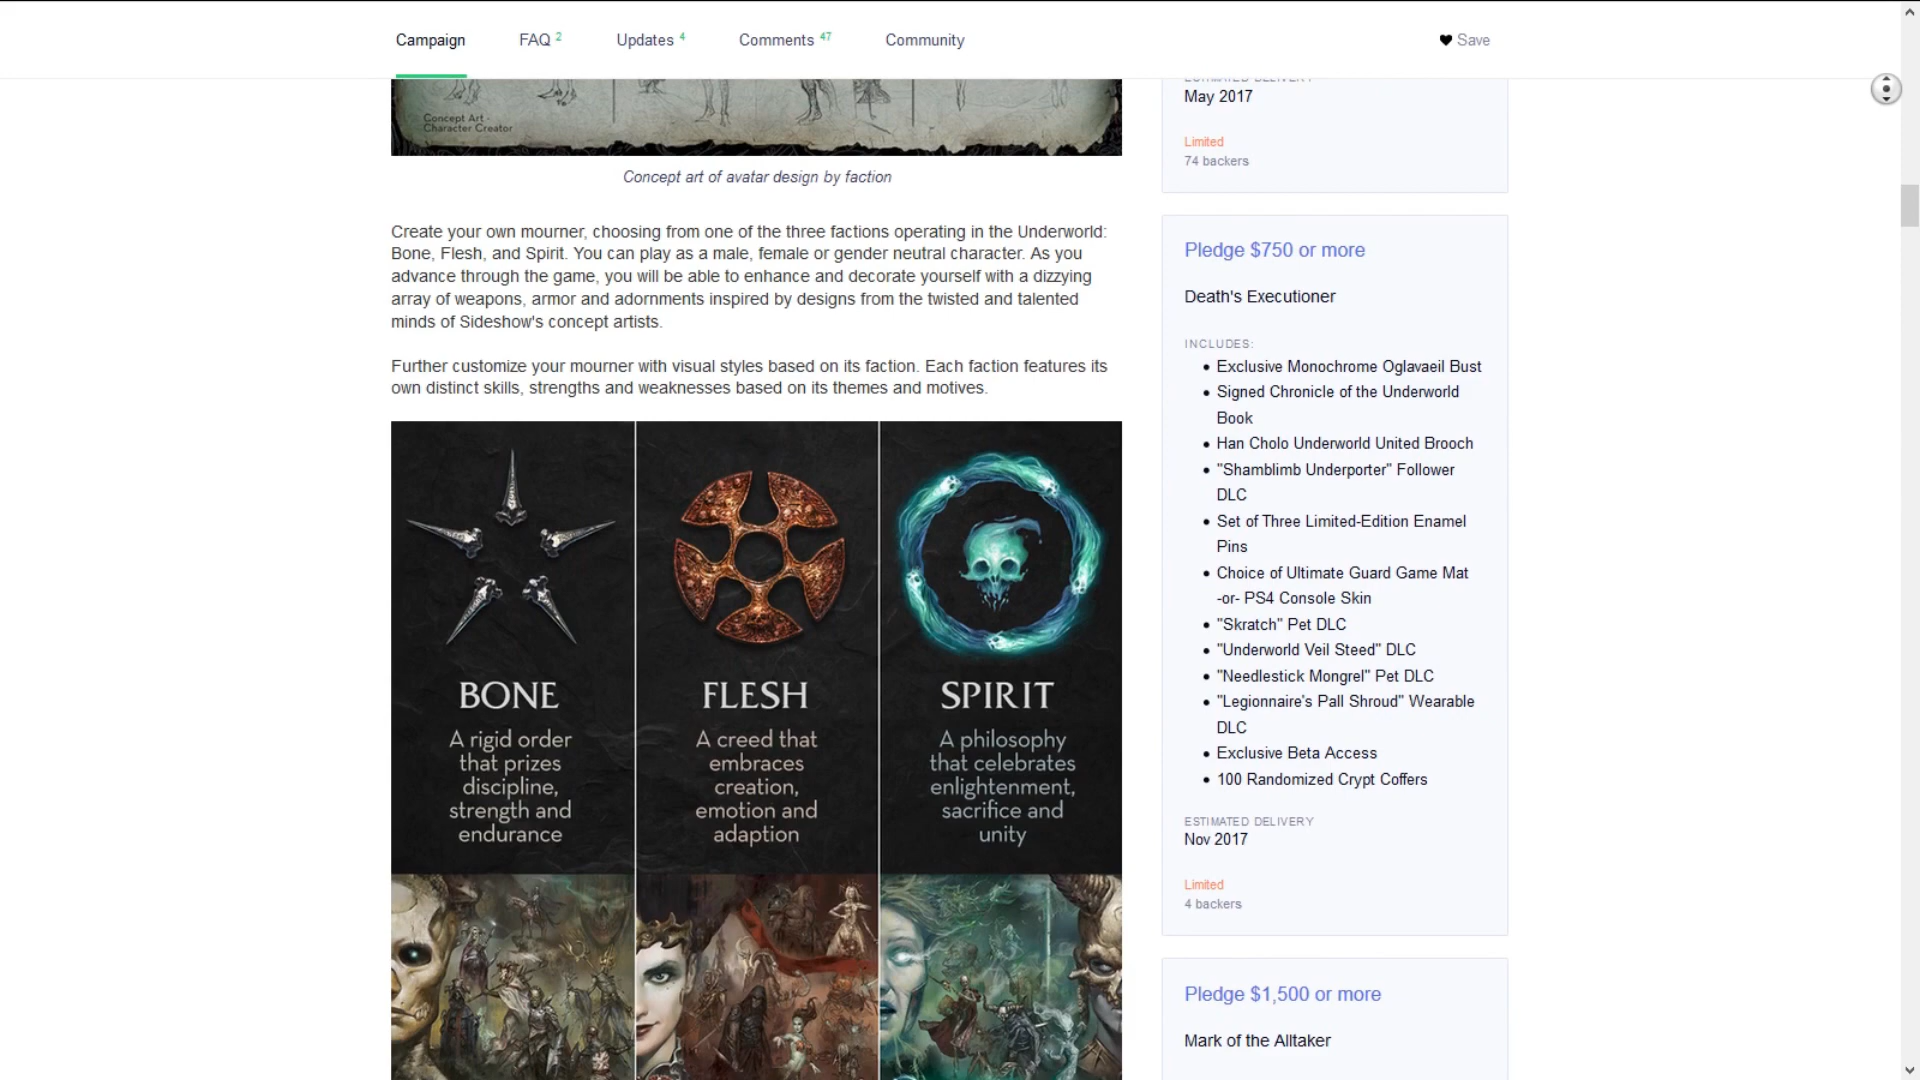 Campaign
FAQ 2
Updates 4
Comments 47
Community
Save
Concept Art -
Character Creator
Concept art of avatar design by faction
Create your own mourner, choosing from one of the three factions operating in the Underworld:
Bone, Flesh, and Spirit. You can play as a male, female or gender neutral character. As you
advance through the game, you will be able to enhance and decorate yourself with a dizzying
array of weapons, armor and adornments inspired by designs from the twisted and talented
minds of Sideshow's concept artists.
Further customize your mourner with visual styles based on its faction. Each faction features its
own distinct skills, strengths and weaknesses based on its themes and motives.
BONE
A rigid order
that prizes
discipline,
strength and
endurance
FLESH
A creed that
embraces
creation,
emotion and
adaption
SPIRIT
A philosophy
that celebrates
enlightenment,
sacrifice and
unity
ESTIMATED DELIVERY
May 2017
Limited
74 backers
Pledge $750 or more
Death's Executioner
INCLUDES:
Exclusive Monochrome Oglavaeil Bust
Signed Chronicle of the Underworld
Book
Han Cholo Underworld United Brooch
"Shamblimb Underporter" Follower
DLC
Set of Three Limited-Edition Enamel
Pins
Choice of Ultimate Guard Game Mat
-or- PS4 Console Skin
"Skratch" Pet DLC
"Underworld Veil Steed" DLC
"Needlestick Mongrel" Pet DLC
"Legionnaire's Pall Shroud" Wearable
DLC
Exclusive Beta Access
100 Randomized Crypt Coffers
ESTIMATED DELIVERY
Nov 2017
Limited
4 backers
Pledge $1,500 or more
Mark of the Alltaker